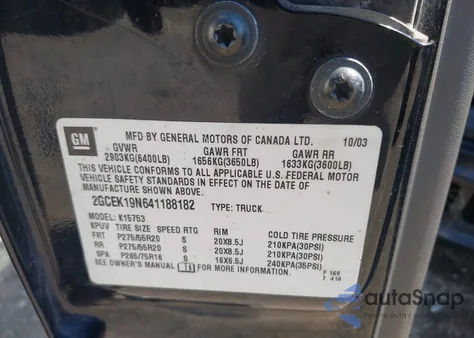 GM
MFD BY GENERAL MOTORS OF CANADA LTD. 10/03
GVWR GAWR FRT GAWR RR
2903KG(6400LB) 1656KG(3650LB) 1633KG(3600LB)
THIS VEHICLE CONFORMS TO ALL APPLICABLE U.S. FEDERAL MOTOR
VEHICLE SAFETY STANDARDS IN EFFECT ON THE DATE OF
MANUFACTURE SHOWN ABOVE.
2GCEK19N641188182 TYPE: TRUCK
MODEL: K15753
KPUV TIRE SIZE SPEED RTG RIM COLD TIRE PRESSURE
FRT P275/55R20 S 20X8.5J 210KPA(30PSI)
RR P275/55R20 S 20X8.5J 210KPA(30PSI)
SPA P265/75R16 S 16X6.5J 240KPA(35PSI)
SEE OWNER'S MANUAL FOR MORE INFORMATION.
F 169
T 416
autoSnap